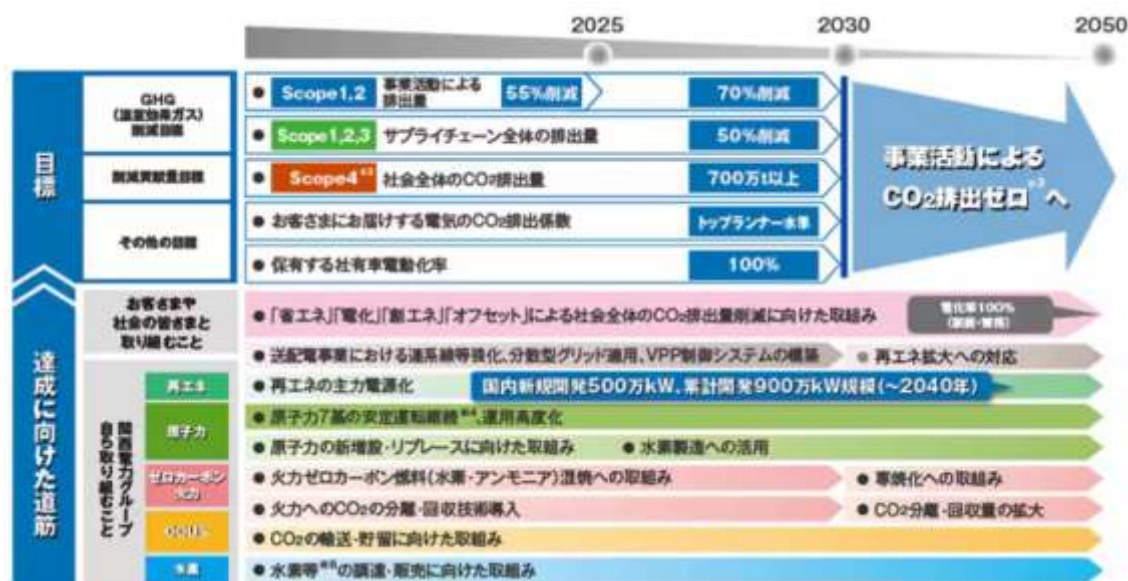 2025
2030
2050
目標
GHG
(温室効果ガス)
削減目標
● Scope1,2 事業活動による
排出量 55%削減 70%削減
● Scope1,2,3 サプライチェーン全体の排出量 50%削減
削減貢献量目標
● Scope4 社会全体のCO₂排出量 700万t以上
その他の目標
● お客さまにお届けする電気のCO₂排出係数 トップランナー水準
● 保有する社有車電動化率 100%
事業活動による
CO₂排出ゼロ※3へ
達成に向けた道筋
お客さまや
社会の皆さまと
取り組むこと
● 「省エネ」「電化」「創エネ」「オフセット」による社会全体のCO₂排出量削減に向けた取組み
電化率100%
関西電力グループ
自ら取り組むこと
● 送配電事業における連系線等強化、分散型グリッド適用、VPP制御システムの構築 ● 再エネ拡大への対応
再エネ
● 再エネの主力電源化 国内新規開発500万kW、累計開発900万kW規模(～2040年)
原子力
● 原子力7基の安定運転継続※4、運用高度化
● 原子力の新増設・リプレースに向けた取組み ● 水素製造への活用
ゼロカーボン
火力
● 火力ゼロカーボン燃料(水素・アンモニア)混焼への取組み ● 専焼化への取組み
● 火力へのCO₂の分離・回収技術導入 ● CO₂分離・回収量の拡大
● CO₂の輸送・貯留に向けた取組み
水素
● 水素等の調達・販売に向けた取組み